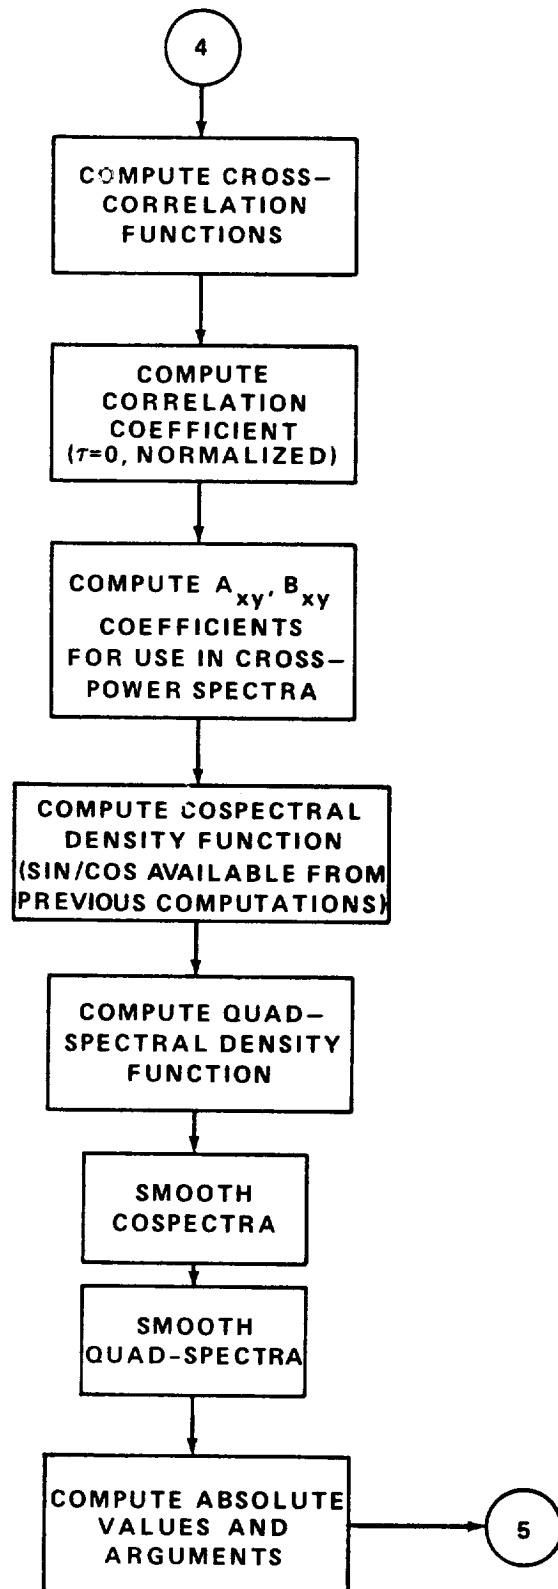 4
COMPUTE CROSS–
CORRELATION
FUNCTIONS
COMPUTE
CORRELATION
COEFFICIENT
(τ=0, NORMALIZED)
COMPUTE Axy, Bxy
COEFFICIENTS
FOR USE IN CROSS–
POWER SPECTRA
COMPUTE COSPECTRAL
DENSITY FUNCTION
(SIN/COS AVAILABLE FROM
PREVIOUS COMPUTATIONS)
COMPUTE QUAD–
SPECTRAL DENSITY
FUNCTION
SMOOTH
COSPECTRA
SMOOTH
QUAD-SPECTRA
COMPUTE ABSOLUTE
VALUES AND
ARGUMENTS
5